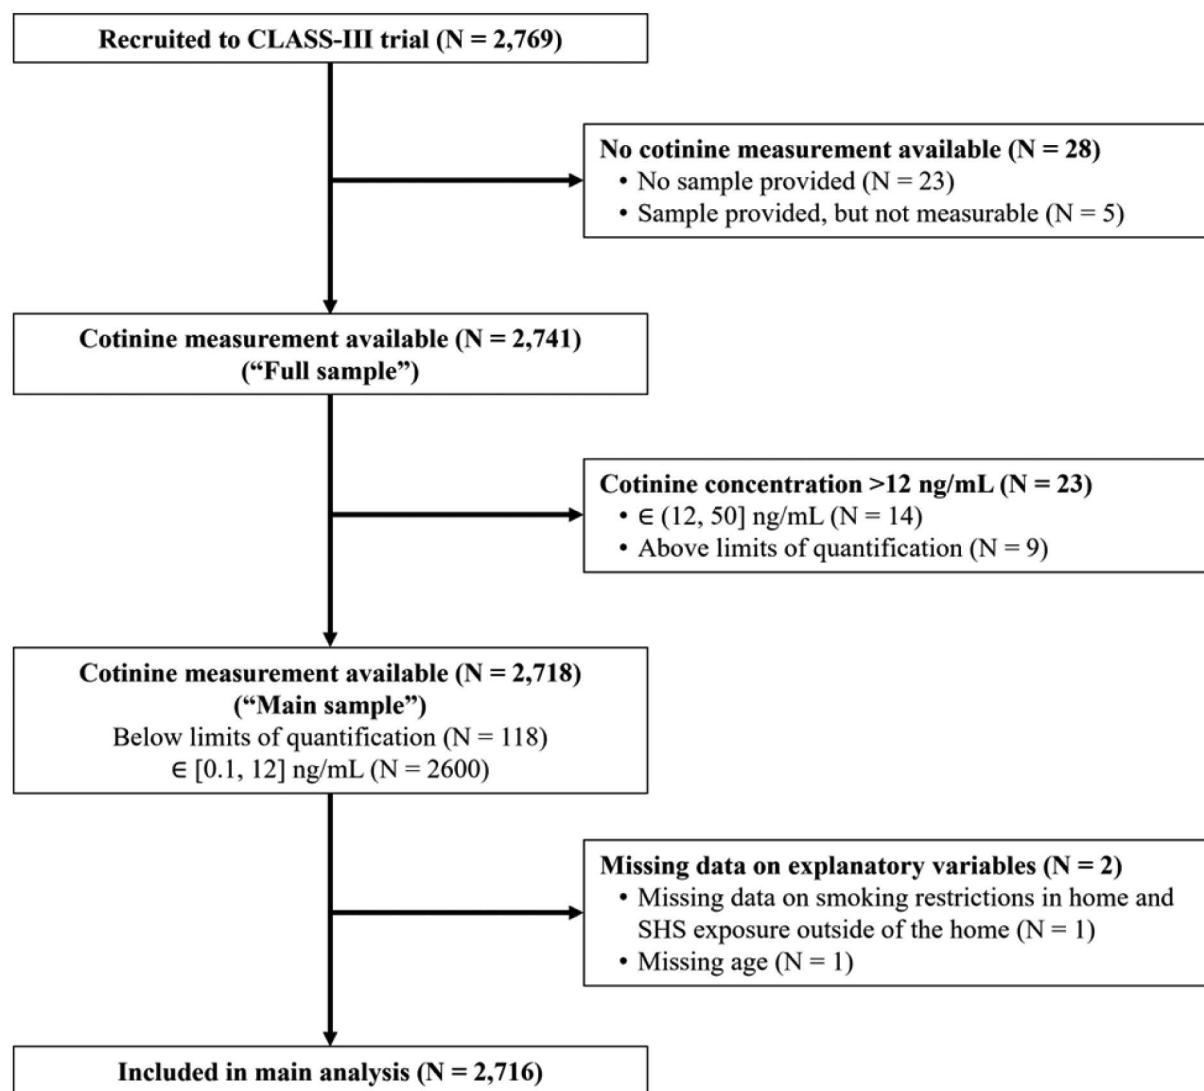 Recruited to CLASS-III trial (N = 2,769)
No cotinine measurement available (N = 28)
• No sample provided (N = 23)
• Sample provided, but not measurable (N = 5)
Cotinine measurement available (N = 2,741)
(“Full sample”)
Cotinine concentration >12 ng/mL (N = 23)
• ∈ (12, 50] ng/mL (N = 14)
• Above limits of quantification (N = 9)
Cotinine measurement available (N = 2,718)
(“Main sample”)
Below limits of quantification (N = 118)
∈ [0.1, 12] ng/mL (N = 2600)
Missing data on explanatory variables (N = 2)
• Missing data on smoking restrictions in home and
SHS exposure outside of the home (N = 1)
• Missing age (N = 1)
Included in main analysis (N = 2,716)